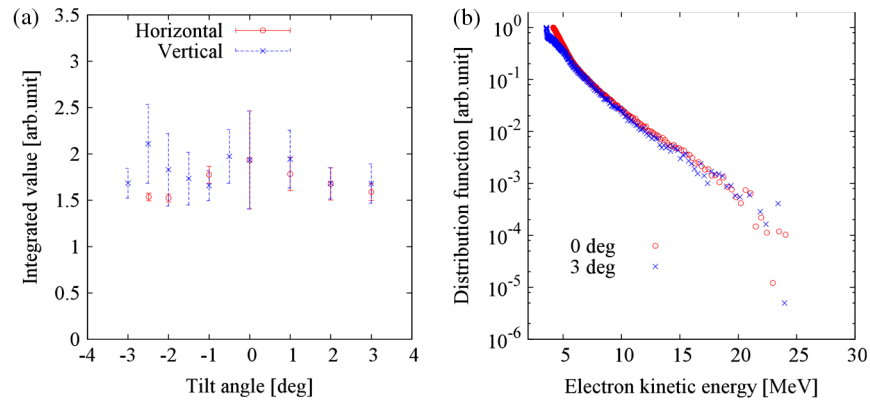 (a)
Horizontal
Vertical
3.5
3
2.5
2
1.5
1
0.5
0
Integrated value [arb.unit]
-4 -3 -2 -1 0 1 2 3 4
Tilt angle [deg]
(b)
10^0
10^-1
10^-2
10^-3
10^-4
10^-5
10^-6
Distribution function [arb.unit]
0 deg
3 deg
5 10 15 20 25 30
Electron kinetic energy [MeV]